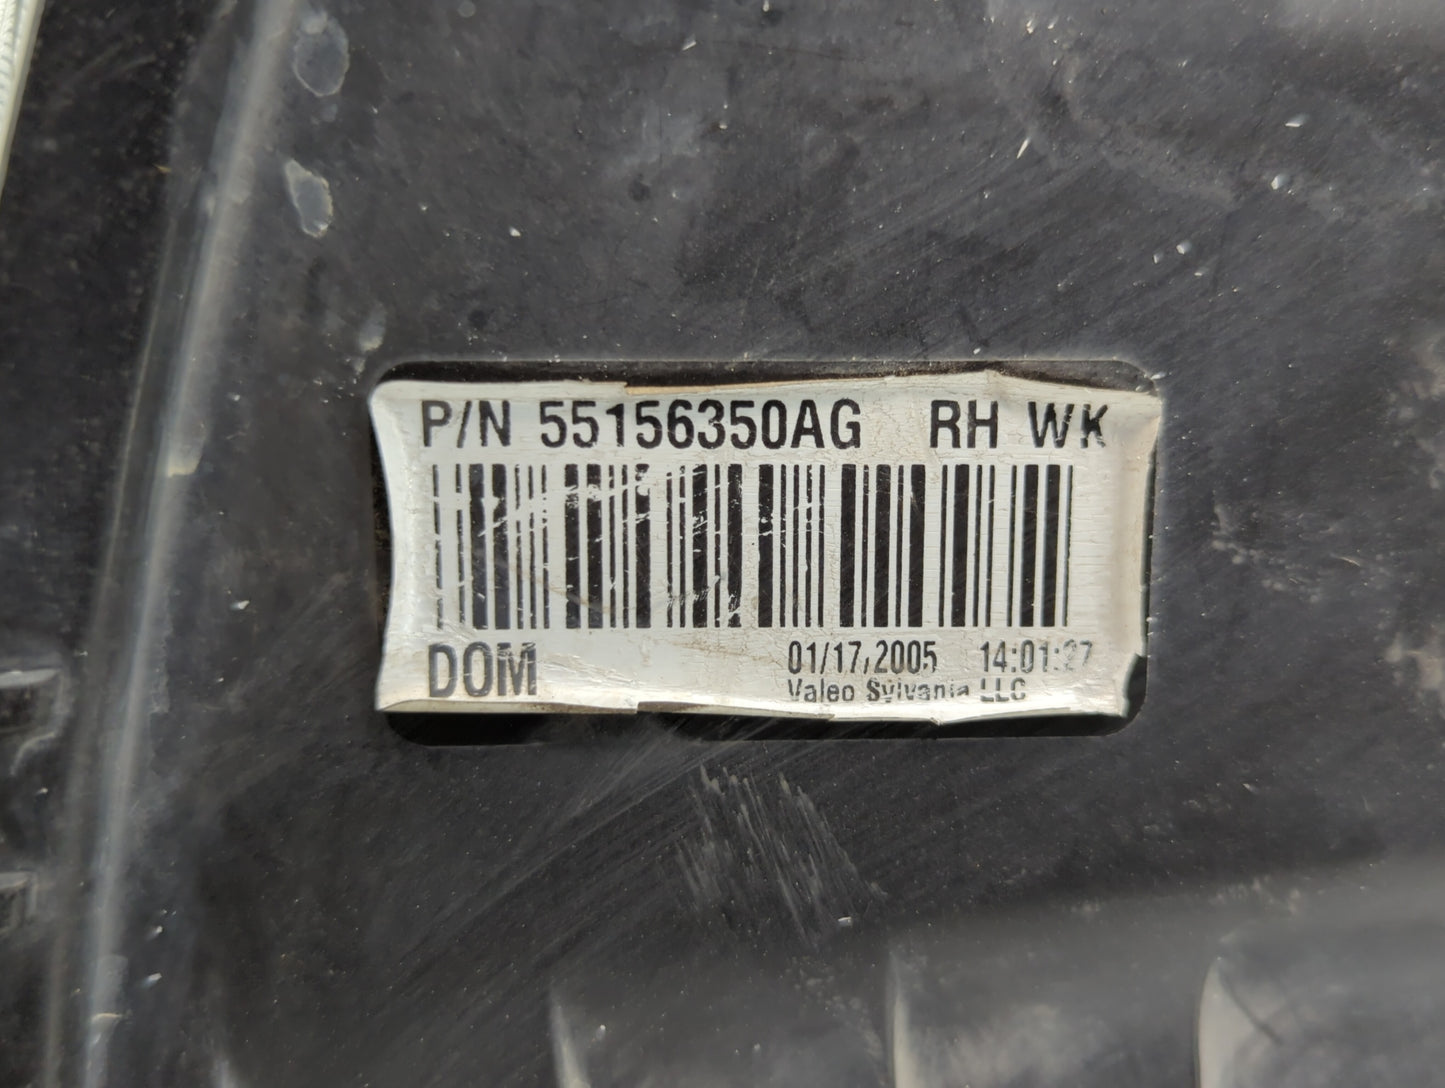 P/N 55156350AG RH WK
DOM
01/17/2005 14:01:27
Valeo Sylvania LLC